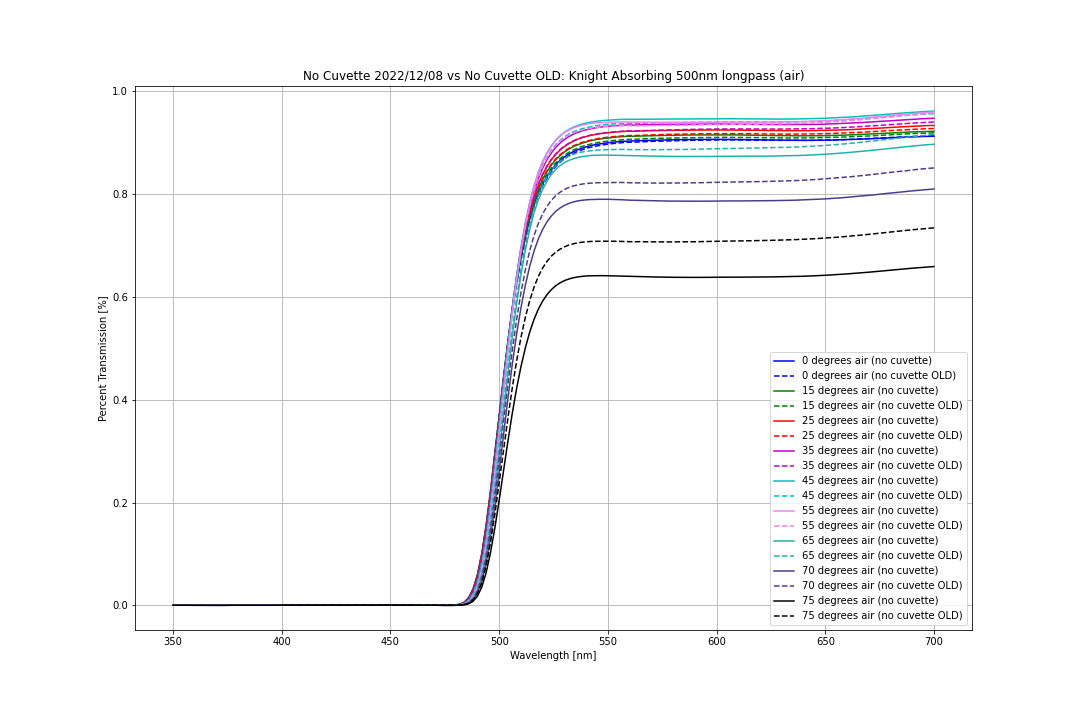 No Cuvette 2022/12/08 vs No Cuvette OLD: Knight Absorbing 500nm longpass (air)
1.0
0.8
0.6
0.4
0.2
0.0
Percent Transmission [%]
0 degrees air (no cuvette)
0 degrees air (no cuvette OLD)
15 degrees air (no cuvette)
15 degrees air (no cuvette OLD)
25 degrees air (no cuvette)
25 degrees air (no cuvette OLD)
35 degrees air (no cuvette)
35 degrees air (no cuvette OLD)
45 degrees air (no cuvette)
45 degrees air (no cuvette OLD)
55 degrees air (no cuvette)
55 degrees air (no cuvette OLD)
65 degrees air (no cuvette)
65 degrees air (no cuvette OLD)
70 degrees air (no cuvette)
70 degrees air (no cuvette OLD)
75 degrees air (no cuvette)
75 degrees air (no cuvette OLD)
350 400 450 500 550 600 650 700
Wavelength [nm]